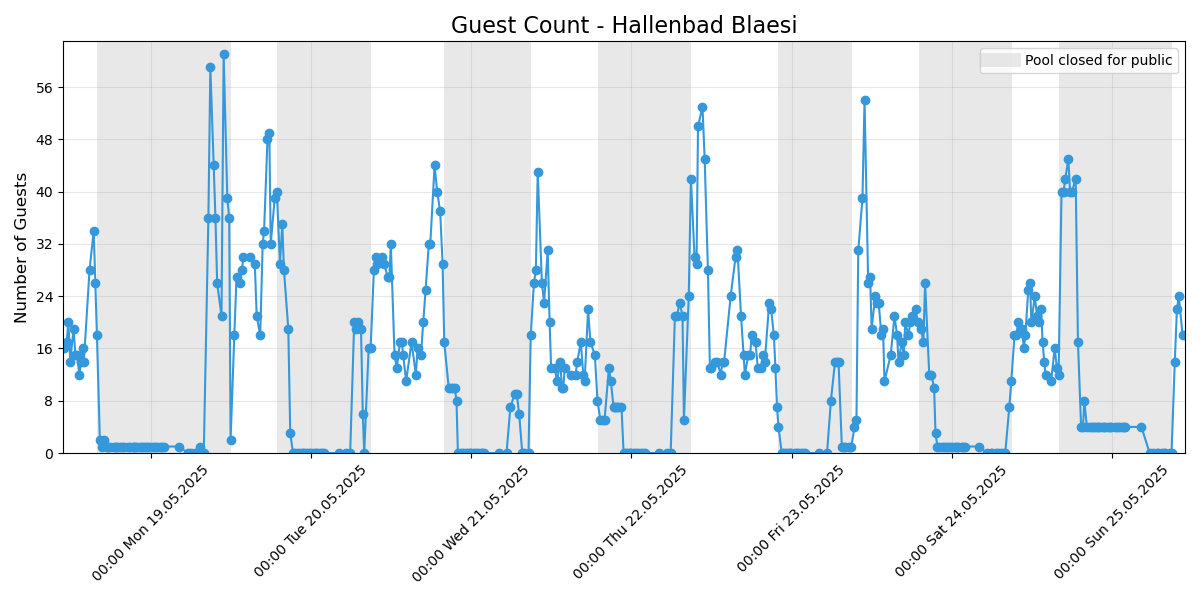 Guest Count - Hallenbad Blaesi
Pool closed for public
Number of Guests
56
48
40
32
24
16
8
0
00:00 Mon 19.05.2025
00:00 Tue 20.05.2025
00:00 Wed 21.05.2025
00:00 Thu 22.05.2025
00:00 Fri 23.05.2025
00:00 Sat 24.05.2025
00:00 Sun 25.05.2025